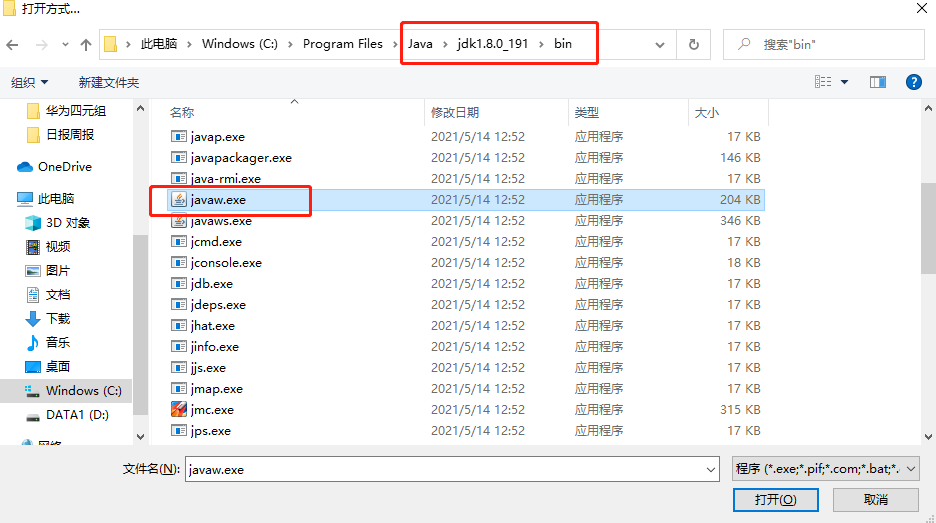 打开方式...
此电脑 › Windows (C:) › Program Files › Java › jdk1.8.0_191 › bin
搜索"bin"
组织 新建文件夹
华为四元组
日报周报
OneDrive
此电脑
3D 对象
视频
图片
文档
下载
音乐
桌面
Windows (C:)
DATA1 (D:)
网络
名称 修改日期 类型 大小
javap.exe 2021/5/14 12:52 应用程序 17 KB
javapackager.exe 2021/5/14 12:52 应用程序 146 KB
java-rmi.exe 2021/5/14 12:52 应用程序 17 KB
javaw.exe 2021/5/14 12:52 应用程序 204 KB
javaws.exe 2021/5/14 12:52 应用程序 346 KB
jcmd.exe 2021/5/14 12:52 应用程序 17 KB
jconsole.exe 2021/5/14 12:52 应用程序 18 KB
jdb.exe 2021/5/14 12:52 应用程序 17 KB
jdeps.exe 2021/5/14 12:52 应用程序 17 KB
jhat.exe 2021/5/14 12:52 应用程序 17 KB
jinfo.exe 2021/5/14 12:52 应用程序 17 KB
jjs.exe 2021/5/14 12:52 应用程序 17 KB
jmap.exe 2021/5/14 12:52 应用程序 17 KB
jmc.exe 2021/5/14 12:52 应用程序 315 KB
jps.exe 2021/5/14 12:52 应用程序 17 KB
文件名(N): javaw.exe 程序 (*.exe;*.pif;*.com;*.bat;*.
打开(O) 取消